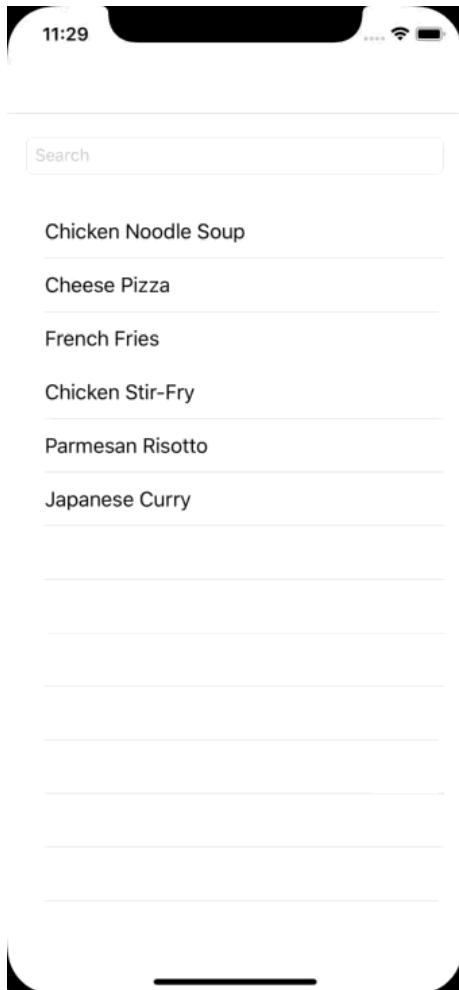 11:29
Search
Chicken Noodle Soup
Cheese Pizza
French Fries
Chicken Stir-Fry
Parmesan Risotto
Japanese Curry